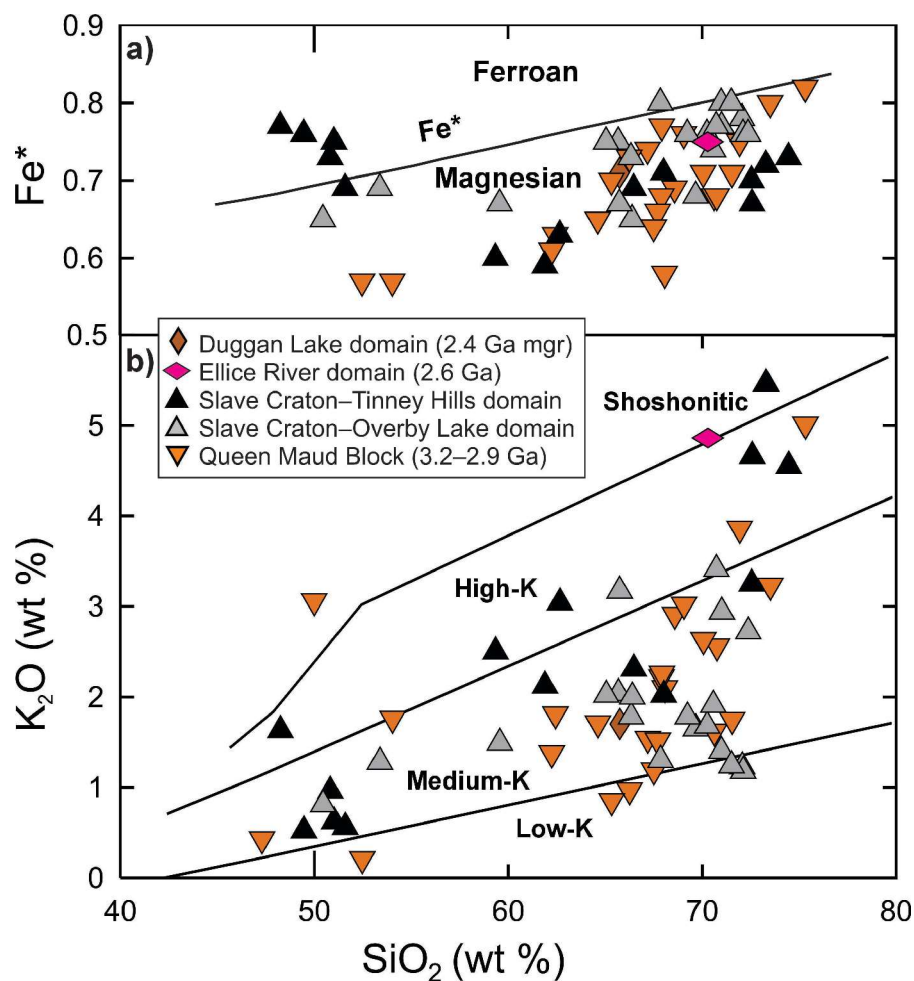 a)
Ferroan
Fe*
Magnesian
Fe*
0.9
0.8
0.7
0.6
0.5
Duggan Lake domain (2.4 Ga mgr)
Ellice River domain (2.6 Ga)
Slave Craton–Tinney Hills domain
Slave Craton–Overby Lake domain
Queen Maud Block (3.2–2.9 Ga)
b)
Shoshonitic
High-K
Medium-K
Low-K
K₂O (wt %)
5
4
3
2
1
0
40 50 60 70 80
SiO₂ (wt %)